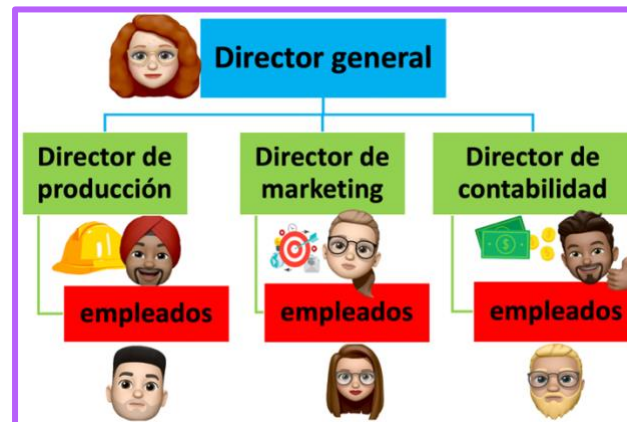 Director general
Director de
producción
Director de
marketing
Director de
contabilidad
empleados
empleados
empleados